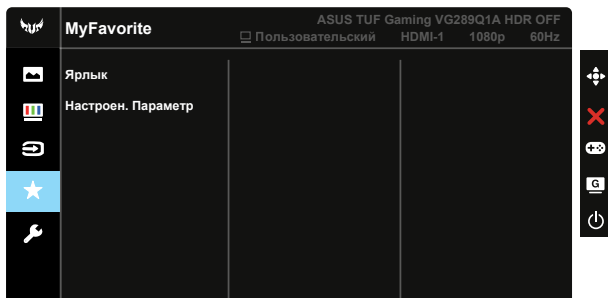 MyFavorite
ASUS TUF Gaming VG289Q1A HDR OFF
Пользовательский HDMI-1 1080p 60Hz
Ярлык
Настроен. Параметр
G